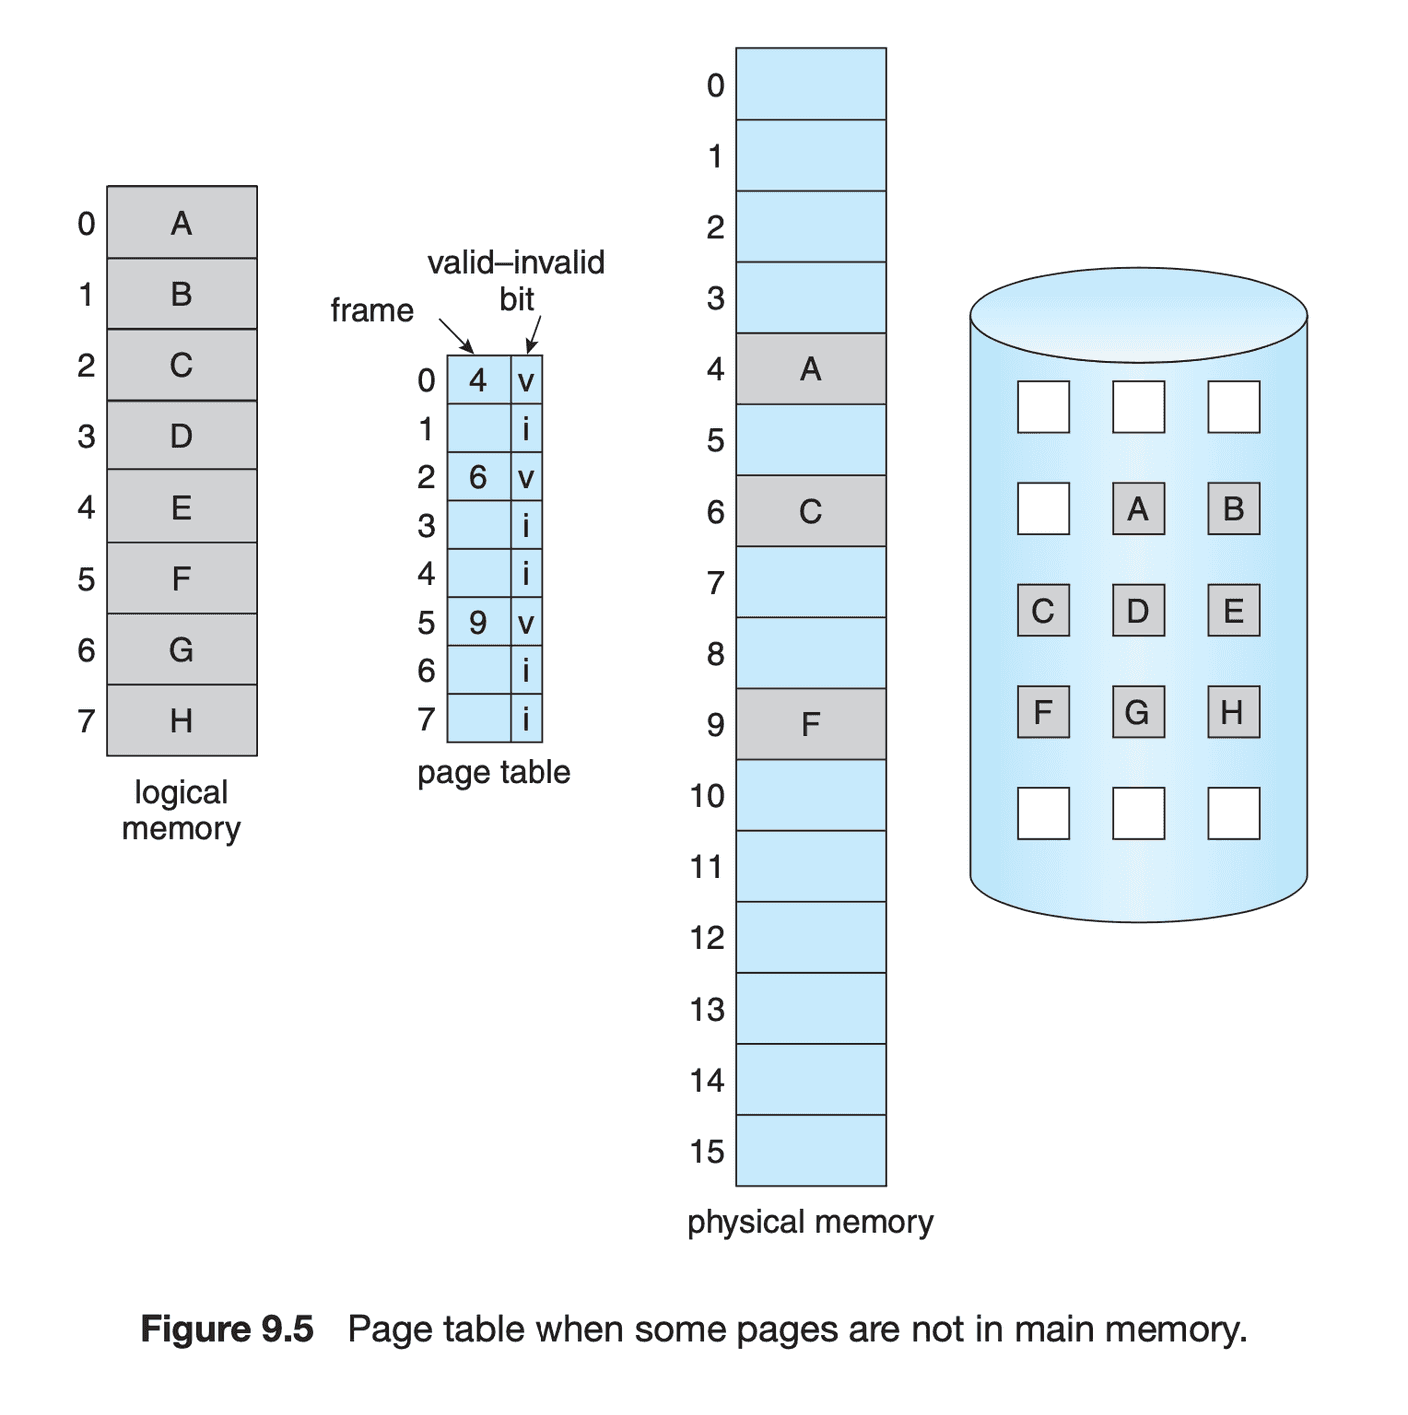 0 A
1 B
2 C
3 D
4 E
5 F
6 G
7 H
logical
memory
valid–invalid
bit
frame
0 4 v
1 i
2 6 v
3 i
4 i
5 9 v
6 i
7 i
page table
0
1
2
3
4 A
5
6 C
7
8
9 F
10
11
12
13
14
15
physical memory
A B
C D E
F G H
Figure 9.5 Page table when some pages are not in main memory.